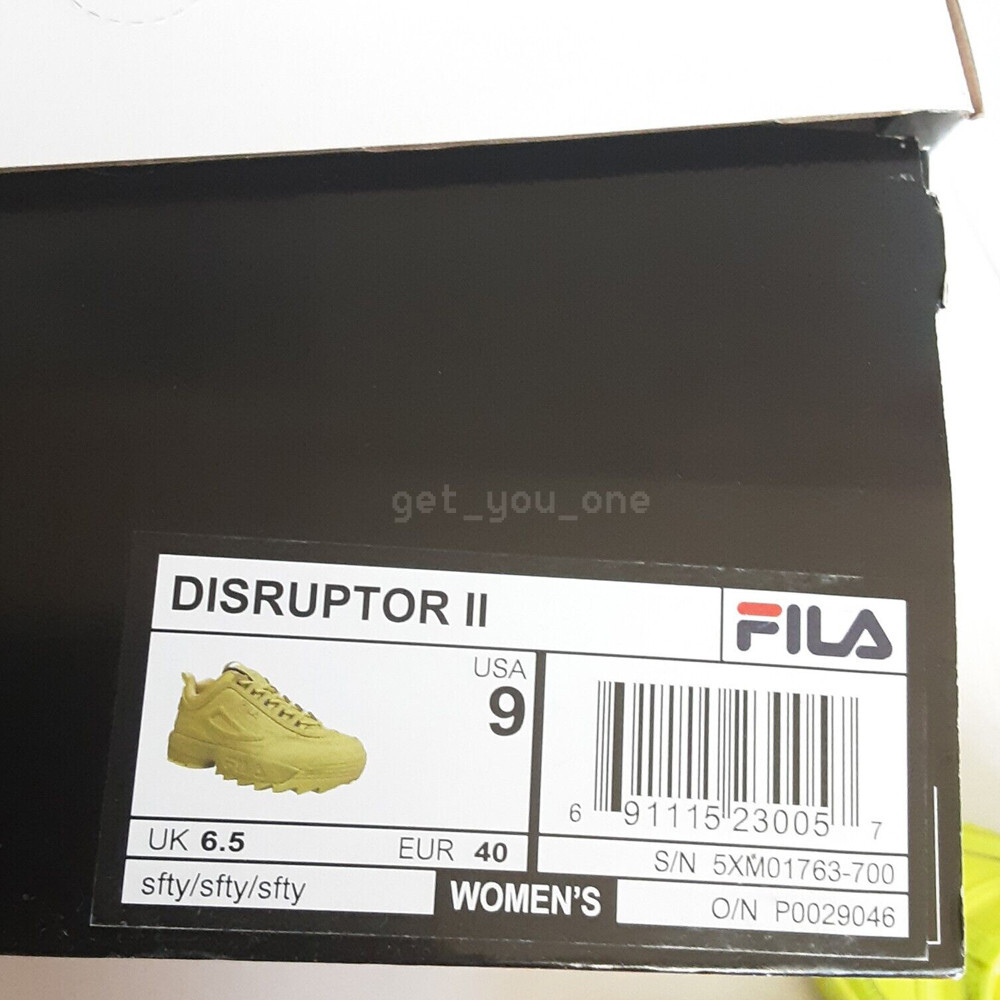 get_you_one
DISRUPTOR II
FILA
USA
9
6 91115 23005 7
UK 6.5
EUR 40
S/N 5XM01763-700
sfty/sfty/sfty
WOMEN'S
O/N P0029046